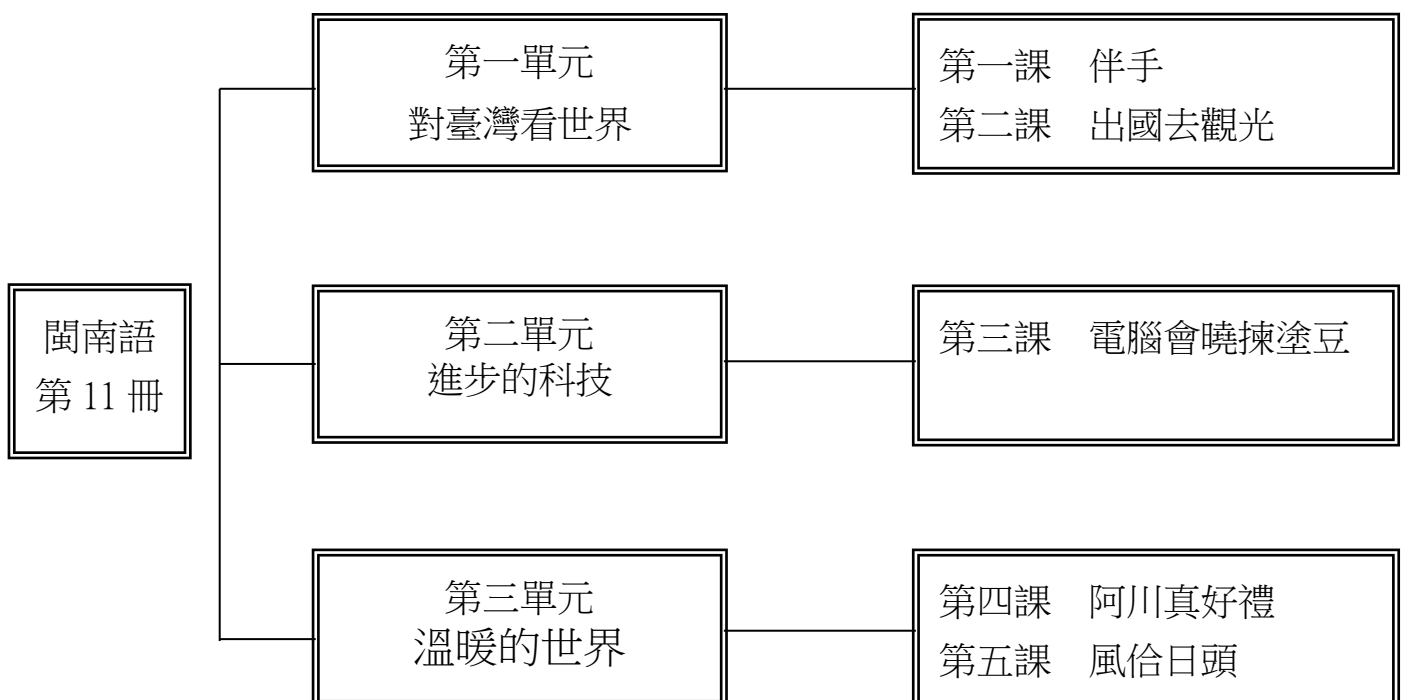 閩南語
第 11 冊
第一單元
對臺灣看世界
第一課　伴手
第二課　出國去觀光
第二單元
進步的科技
第三課　電腦會曉揀塗豆
第三單元
溫暖的世界
第四課　阿川真好禮
第五課　風佮日頭